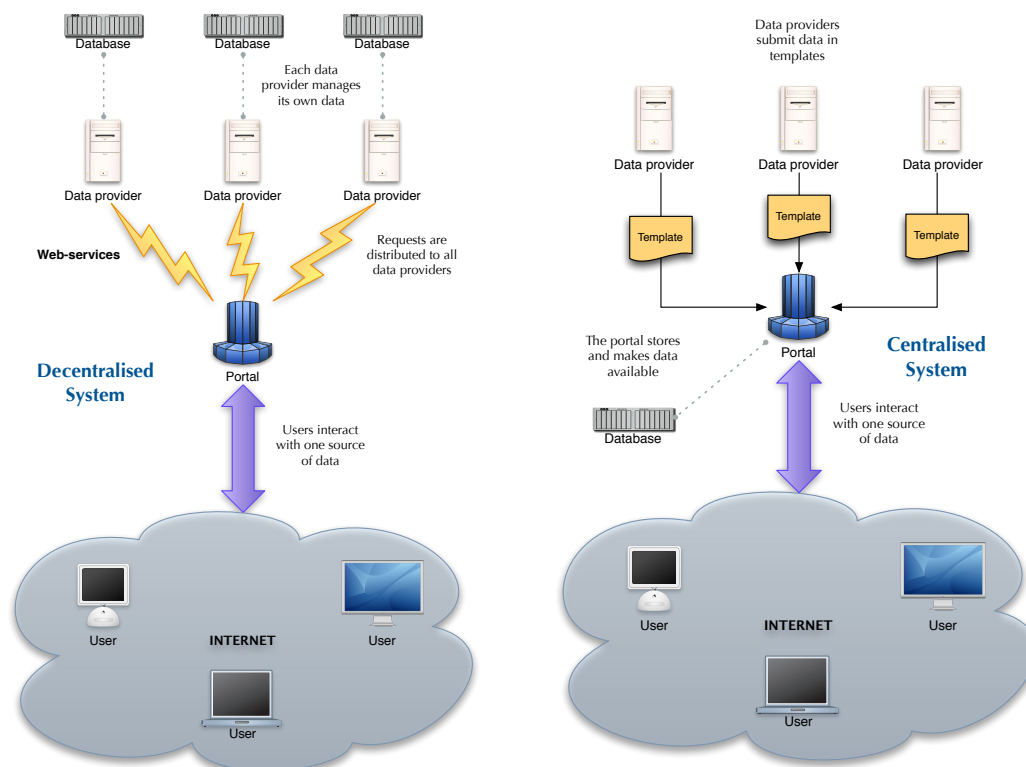 Database
Database
Database
Each data
provider manages
its own data
Data provider
Data provider
Data provider
Web-services
Requests are
distributed to all
data providers
Decentralised
System
Portal
Users interact
with one source
of data
User
User
INTERNET
User
Data providers
submit data in
templates
Data provider
Data provider
Data provider
Template
Template
Template
The portal stores
and makes data
available
Portal
Centralised
System
Database
Users interact
with one source
of data
User
User
INTERNET
User